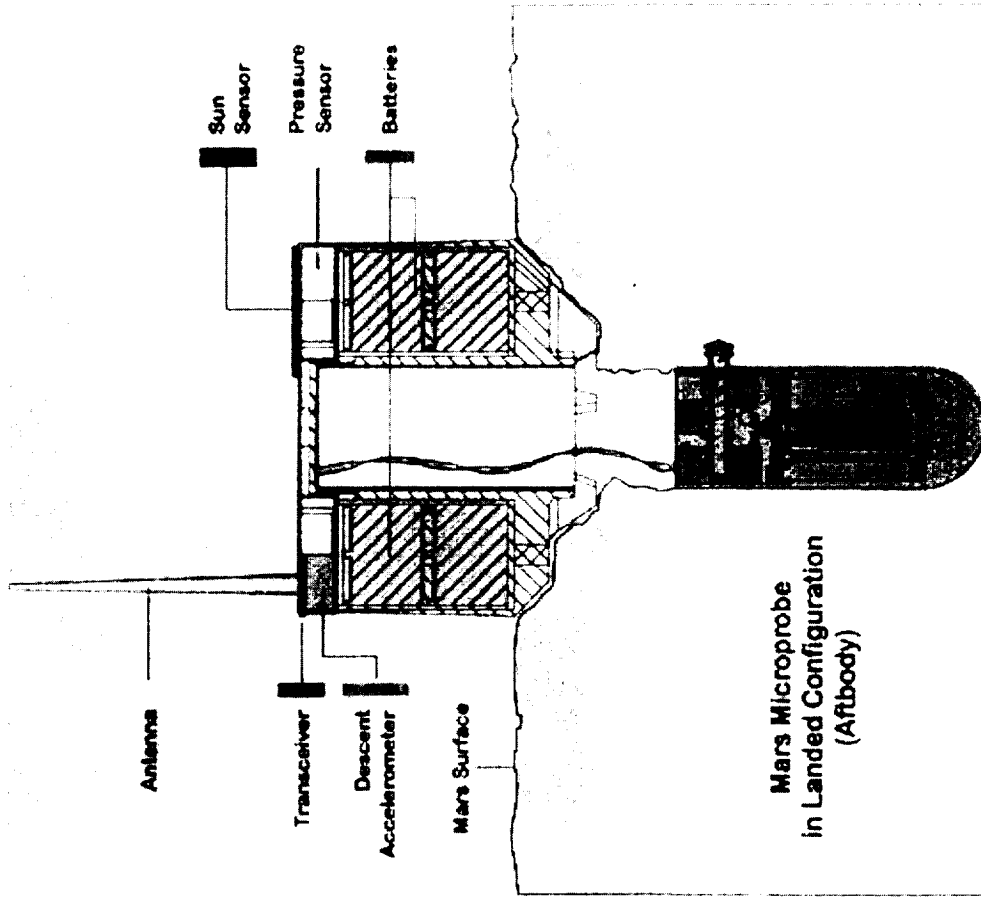 Sun
Sensor
Pressure
Sensor
Batteries
Antenna
Transceiver
Descent
Accelerometer
Mars Surface
Mars Microprobe
in Landed Configuration
(Aftbody)